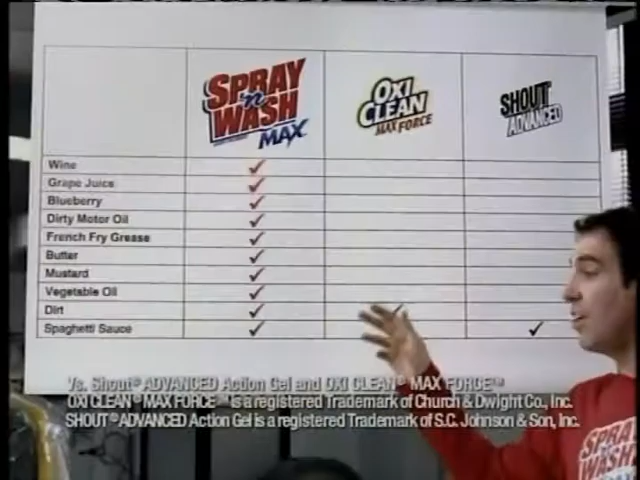 SPRAY 'n WASH MAX
OXI CLEAN MAX FORCE
SHOUT ADVANCED
Wine
Grape Juice
Blueberry
Dirty Motor Oil
French Fry Grease
Butter
Mustard
Vegetable Oil
Dirt
Spaghetti Sauce
Vs. Shout® ADVANCED Action Gel and OXI CLEAN® MAX FORCE™
OXI CLEAN® MAX FORCE™ is a registered Trademark of Church & Dwight Co., Inc.
SHOUT® ADVANCED Action Gel is a registered Trademark of S.C. Johnson & Son, Inc.
SPRAY
'n
WASH